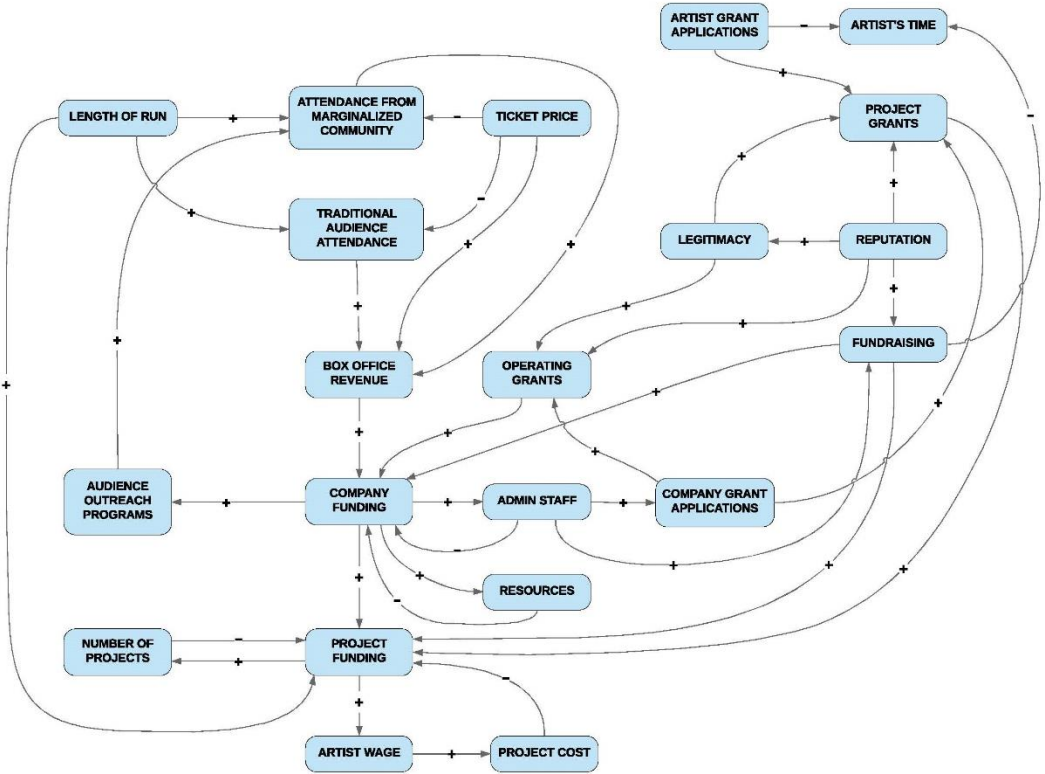 ARTIST GRANT
APPLICATIONS
-
ARTIST'S TIME
+
-
LENGTH OF RUN
+
ATTENDANCE FROM
MARGINALIZED
COMMUNITY
-
TICKET PRICE
PROJECT
GRANTS
+
+
+
-
TRADITIONAL
AUDIENCE
ATTENDANCE
+
+
LEGITIMACY
+
REPUTATION
+
+
+
+
+
+
BOX OFFICE
REVENUE
OPERATING
GRANTS
FUNDRAISING
+
+
+
+
+
+
AUDIENCE
OUTREACH
PROGRAMS
+
COMPANY
FUNDING
+
ADMIN STAFF
+
COMPANY GRANT
APPLICATIONS
-
+
+
+
+
+
-
RESOURCES
NUMBER OF
PROJECTS
-
+
PROJECT
FUNDING
-
+
ARTIST WAGE
+
PROJECT COST